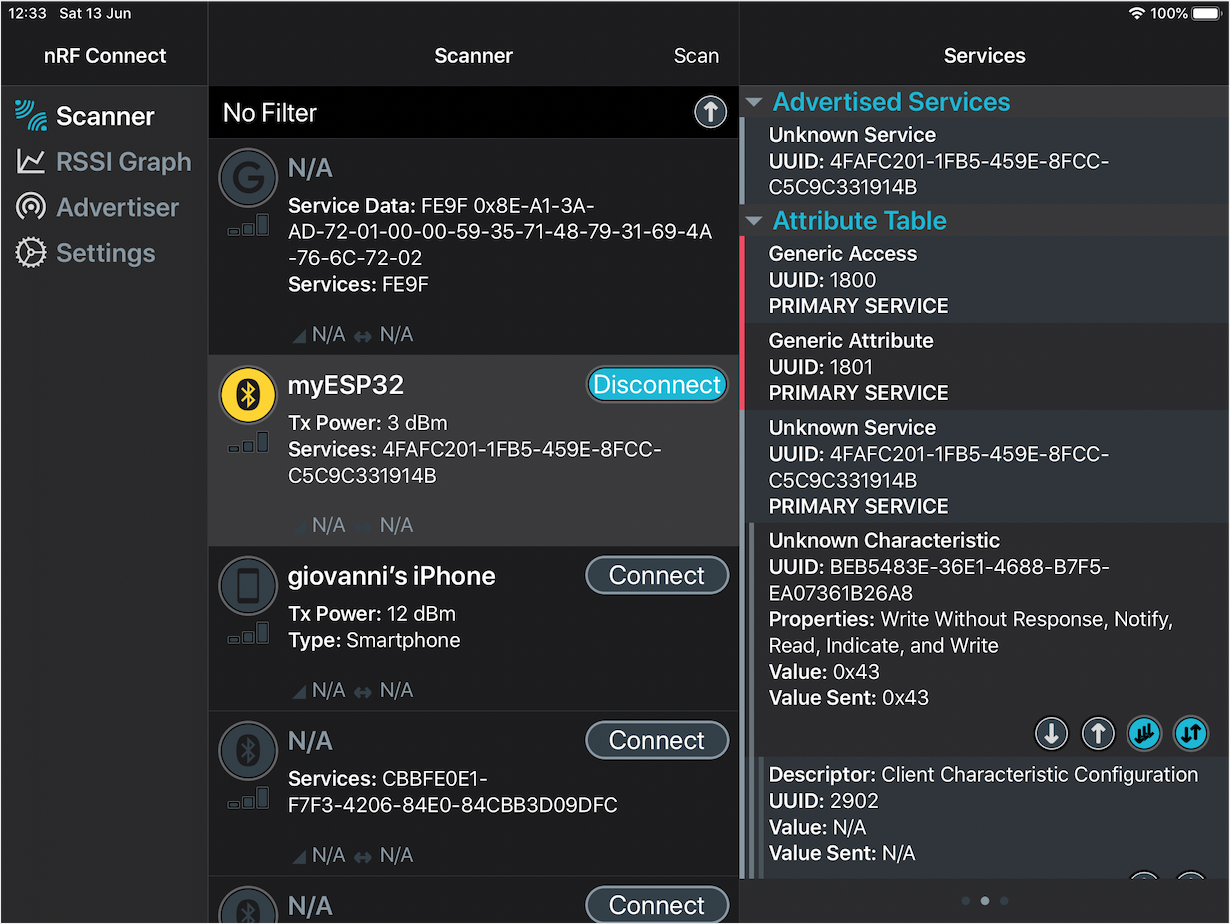 12:33 Sat 13 Jun
100%
nRF Connect
Scanner
RSSI Graph
Advertiser
Settings
Scanner
Scan
No Filter
N/A
Service Data: FE9F 0x8E-A1-3A-
AD-72-01-00-00-59-35-71-48-79-31-69-4A
-76-6C-72-02
Services: FE9F
N/A N/A
myESP32
Disconnect
Tx Power: 3 dBm
Services: 4FAFC201-1FB5-459E-8FCC-
C5C9C331914B
N/A N/A
giovanni’s iPhone
Connect
Tx Power: 12 dBm
Type: Smartphone
N/A N/A
N/A
Connect
Services: CBBFE0E1-
F7F3-4206-84E0-84CBB3D09DFC
N/A N/A
N/A
Connect
Services
Advertised Services
Unknown Service
UUID: 4FAFC201-1FB5-459E-8FCC-
C5C9C331914B
Attribute Table
Generic Access
UUID: 1800
PRIMARY SERVICE
Generic Attribute
UUID: 1801
PRIMARY SERVICE
Unknown Service
UUID: 4FAFC201-1FB5-459E-8FCC-
C5C9C331914B
PRIMARY SERVICE
Unknown Characteristic
UUID: BEB5483E-36E1-4688-B7F5-
EA07361B26A8
Properties: Write Without Response, Notify,
Read, Indicate, and Write
Value: 0x43
Value Sent: 0x43
Descriptor: Client Characteristic Configuration
UUID: 2902
Value: N/A
Value Sent: N/A